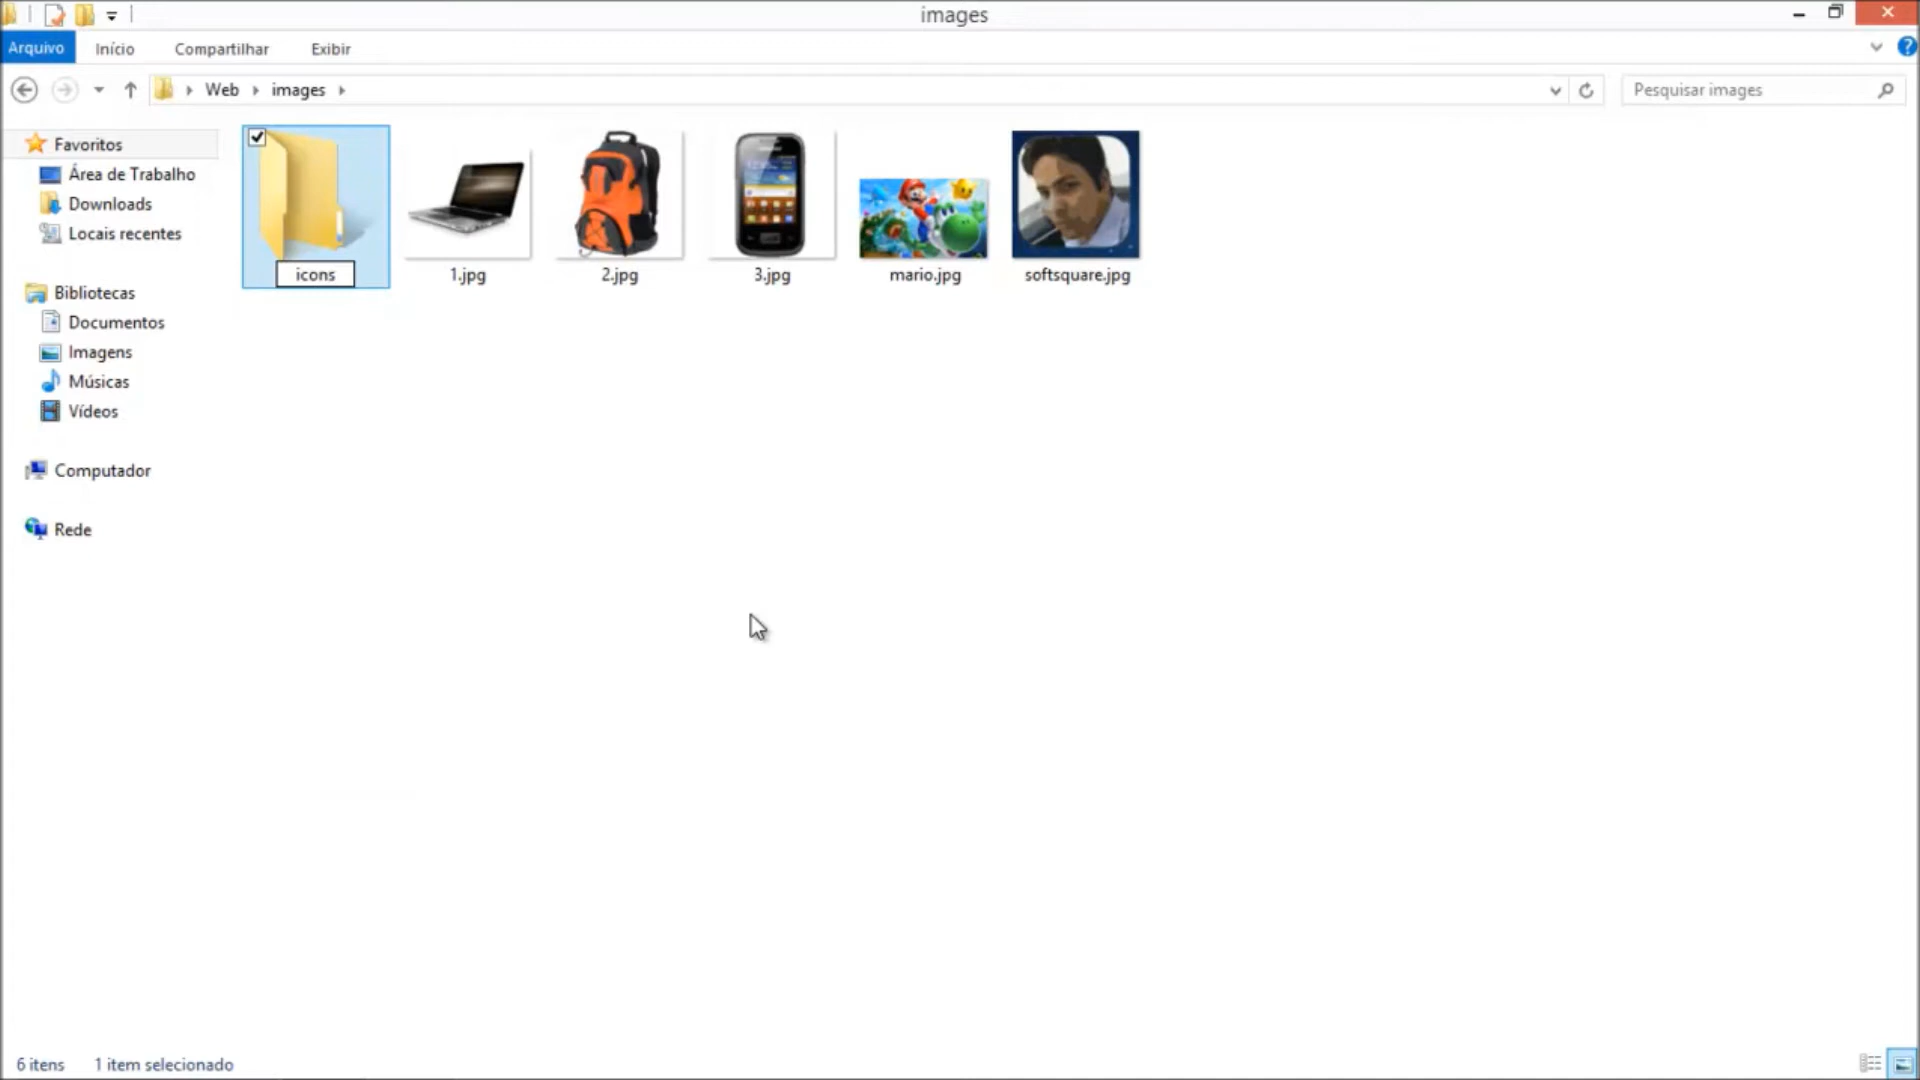 images
Arquivo Início Compartilhar Exibir
Web images
Pesquisar images
Favoritos
Área de Trabalho
Downloads
Locais recentes
Bibliotecas
Documentos
Imagens
Músicas
Vídeos
Computador
Rede
icons 1.jpg 2.jpg 3.jpg mario.jpg softsquare.jpg
6 itens 1 item selecionado